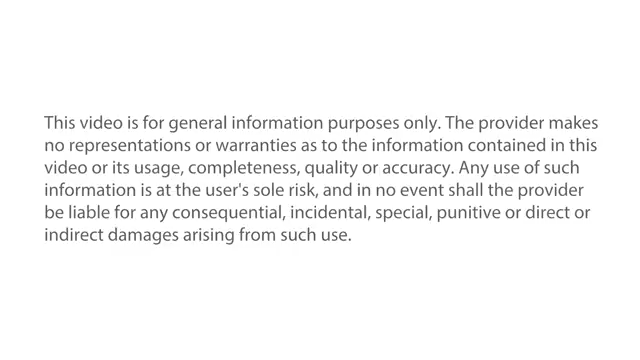 This video is for general information purposes only. The provider makes
no representations or warranties as to the information contained in this
video or its usage, completeness, quality or accuracy. Any use of such
information is at the user's sole risk, and in no event shall the provider
be liable for any consequential, incidental, special, punitive or direct or
indirect damages arising from such use.